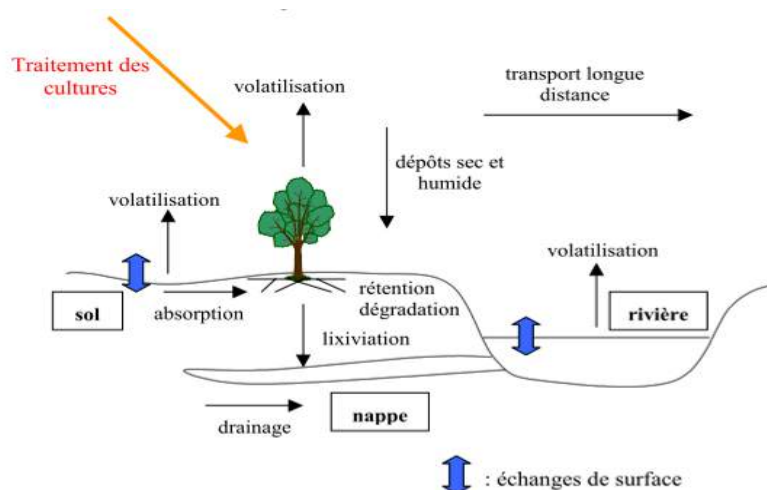 Traitement des
cultures
volatilisation
transport longue
distance
dépôts sec et
humide
volatilisation
volatilisation
sol
absorption
rétention
dégradation
rivière
lixiviation
drainage
nappe
: échanges de surface